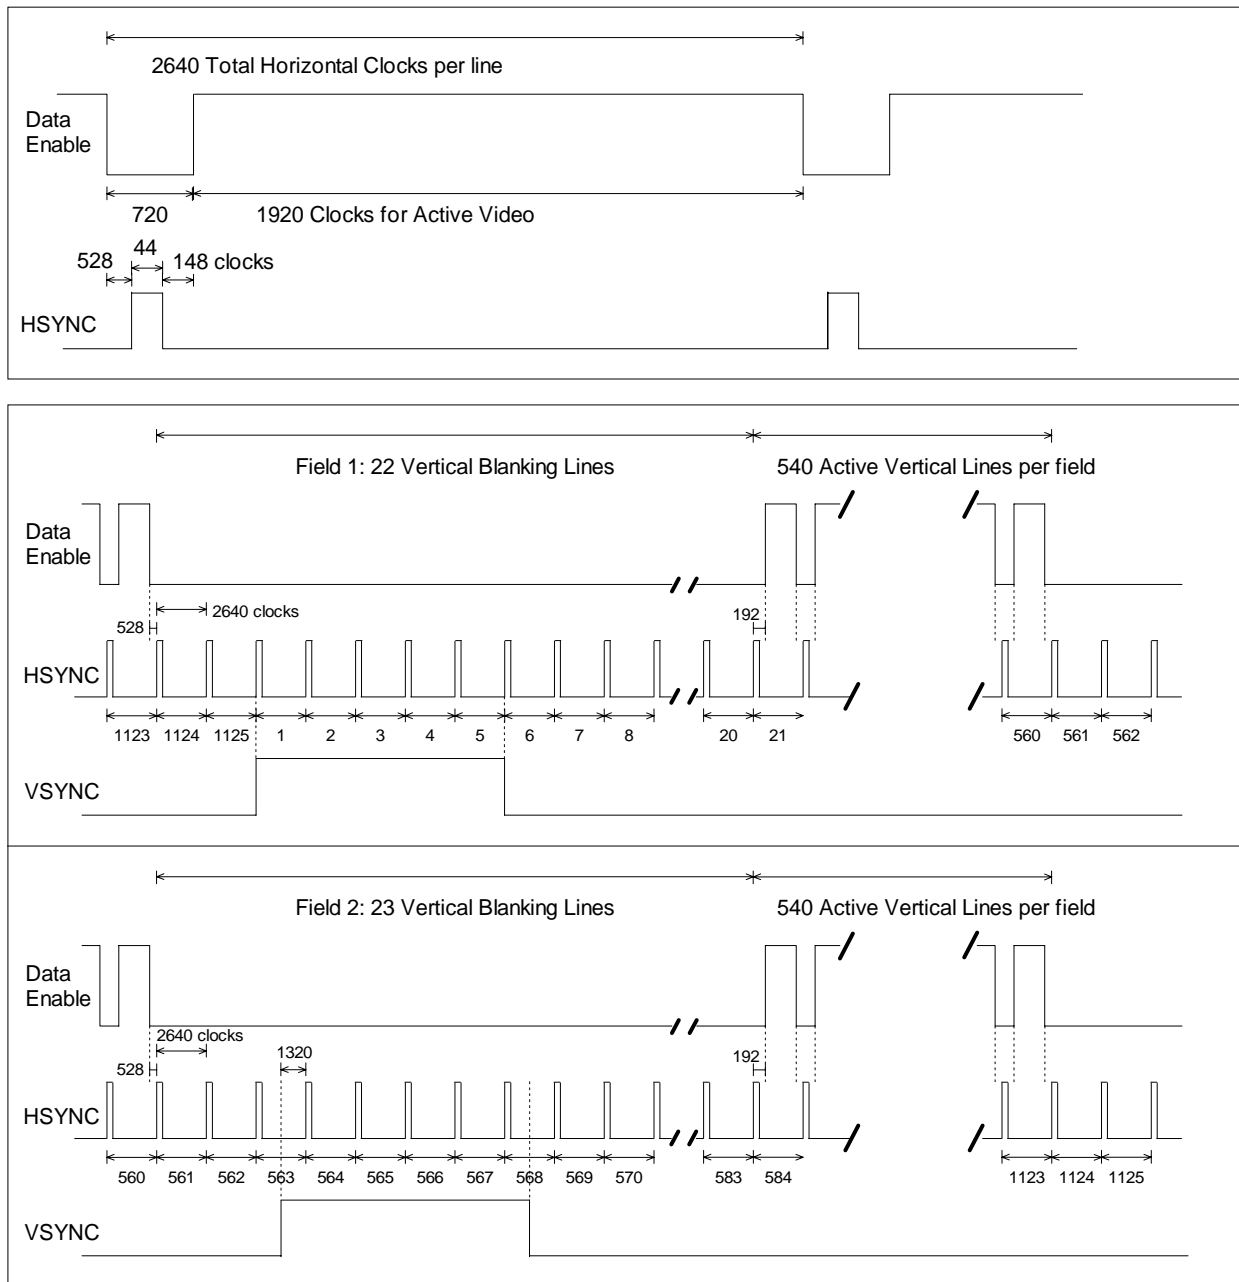 2640 Total Horizontal Clocks per line
Data
Enable
720
1920 Clocks for Active Video
44
528
148 clocks
HSYNC
Field 1: 22 Vertical Blanking Lines
540 Active Vertical Lines per field
Data
Enable
2640 clocks
528
192
HSYNC
1123 1124 1125 1 2 3 4 5 6 7 8 20 21 560 561 562
VSYNC
Field 2: 23 Vertical Blanking Lines
540 Active Vertical Lines per field
Data
Enable
2640 clocks
1320
528
192
HSYNC
560 561 562 563 564 565 566 567 568 569 570 583 584 1123 1124 1125
VSYNC